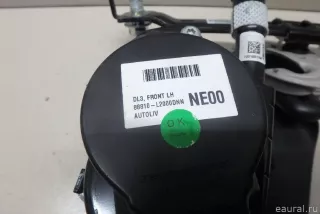 DL3, FRONT LH
88810-L2000DNN NE00
AUTOLIV
eaural.ru